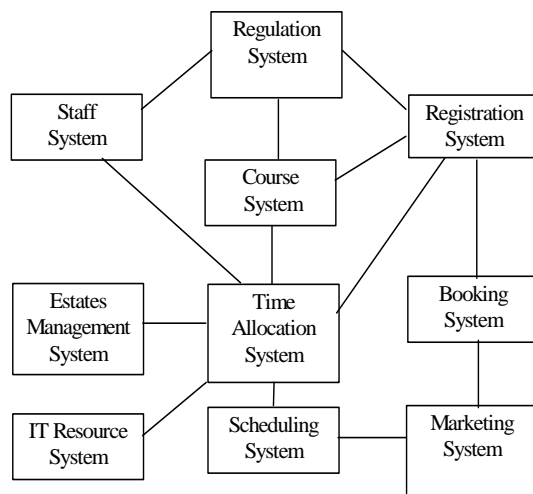 Regulation
System
Staff
System
Registration
System
Course
System
Estates
Management
System
Time
Allocation
System
Booking
System
IT Resource
System
Scheduling
System
Marketing
System